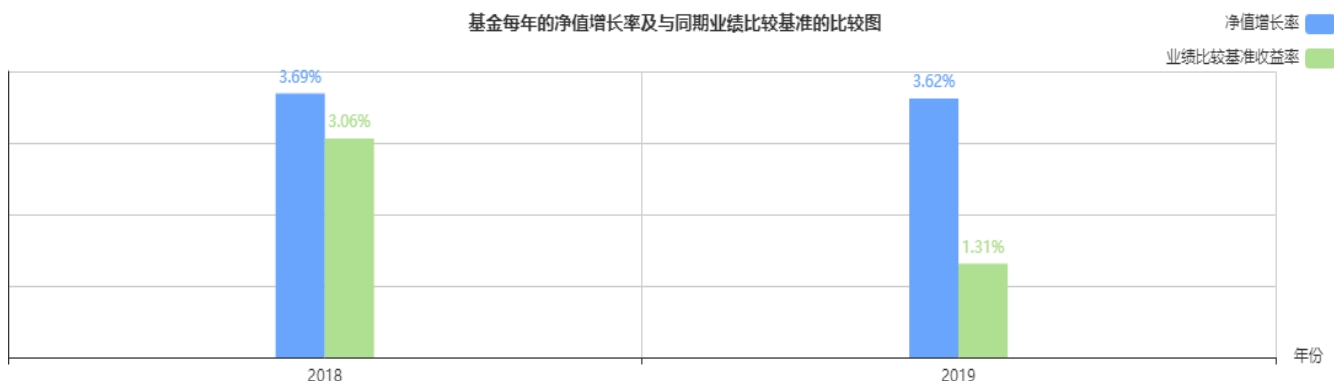 基金每年的净值增长率及与同期业绩比较基准的比较图
净值增长率
业绩比较基准收益率
3.69%
3.06%
3.62%
1.31%
年份
2018
2019